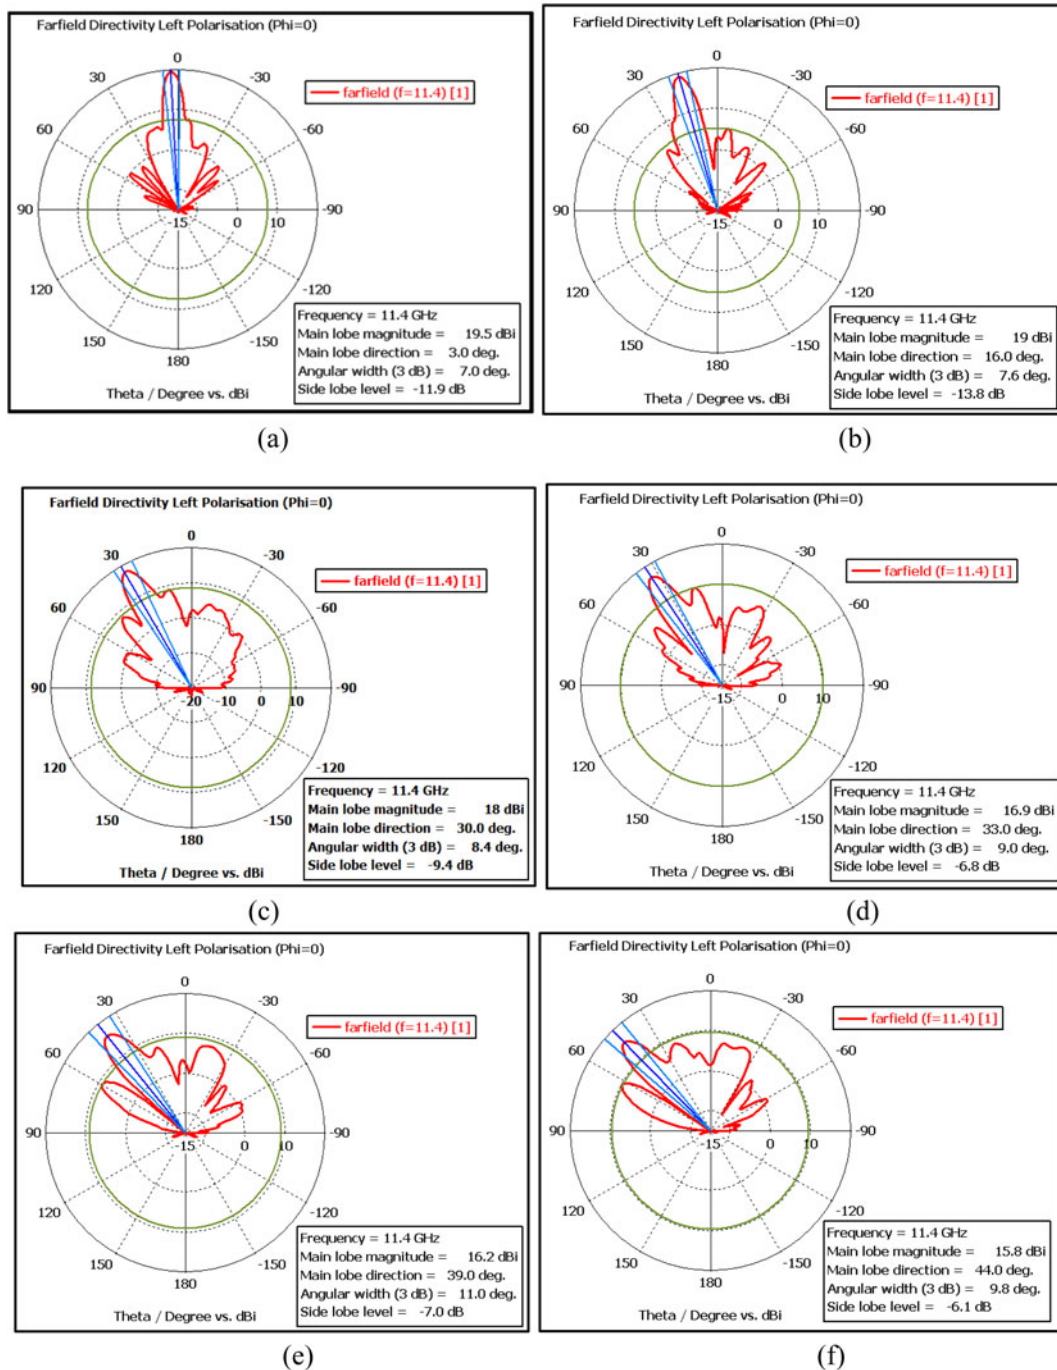 Farfield Directivity Left Polarisation (Phi=0)
0
30
-30
farfield (f=11.4) [1]
60
-60
90
-15
0
10
-90
120
-120
150
-150
180
Theta / Degree vs. dBi
Frequency = 11.4 GHz
Main lobe magnitude = 19.5 dBi
Main lobe direction = 3.0 deg.
Angular width (3 dB) = 7.0 deg.
Side lobe level = -11.9 dB
(a)
Farfield Directivity Left Polarisation (Phi=0)
0
30
-30
farfield (f=11.4) [1]
60
-60
90
-15
0
10
-90
120
-120
150
-150
180
Theta / Degree vs. dBi
Frequency = 11.4 GHz
Main lobe magnitude = 19 dBi
Main lobe direction = 16.0 deg.
Angular width (3 dB) = 7.6 deg.
Side lobe level = -13.8 dB
(b)
Farfield Directivity Left Polarisation (Phi=0)
0
30
-30
farfield (f=11.4) [1]
60
-60
90
-20
-10
0
10
-90
120
-120
150
-150
180
Theta / Degree vs. dBi
Frequency = 11.4 GHz
Main lobe magnitude = 18 dBi
Main lobe direction = 30.0 deg.
Angular width (3 dB) = 8.4 deg.
Side lobe level = -9.4 dB
(c)
Farfield Directivity Left Polarisation (Phi=0)
0
30
-30
farfield (f=11.4) [1]
60
-60
90
-15
0
10
-90
120
-120
150
-150
180
Theta / Degree vs. dBi
Frequency = 11.4 GHz
Main lobe magnitude = 16.9 dBi
Main lobe direction = 33.0 deg.
Angular width (3 dB) = 9.0 deg.
Side lobe level = -6.8 dB
(d)
Farfield Directivity Left Polarisation (Phi=0)
0
30
-30
farfield (f=11.4) [1]
60
-60
90
-15
0
10
-90
120
-120
150
-150
180
Theta / Degree vs. dBi
Frequency = 11.4 GHz
Main lobe magnitude = 16.2 dBi
Main lobe direction = 39.0 deg.
Angular width (3 dB) = 11.0 deg.
Side lobe level = -7.0 dB
(e)
Farfield Directivity Left Polarisation (Phi=0)
0
30
-30
farfield (f=11.4) [1]
60
-60
90
-15
0
10
-90
120
-120
150
-150
180
Theta / Degree vs. dBi
Frequency = 11.4 GHz
Main lobe magnitude = 15.8 dBi
Main lobe direction = 44.0 deg.
Angular width (3 dB) = 9.8 deg.
Side lobe level = -6.1 dB
(f)